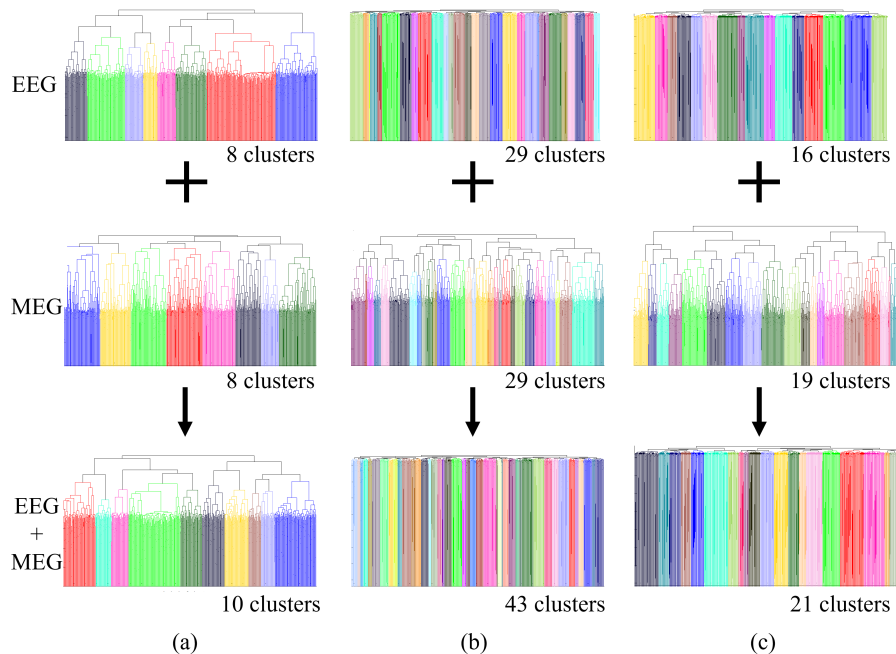 EEG
8 clusters
29 clusters
16 clusters
MEG
8 clusters
29 clusters
19 clusters
EEG
+
MEG
10 clusters
43 clusters
21 clusters
(a)
(b)
(c)